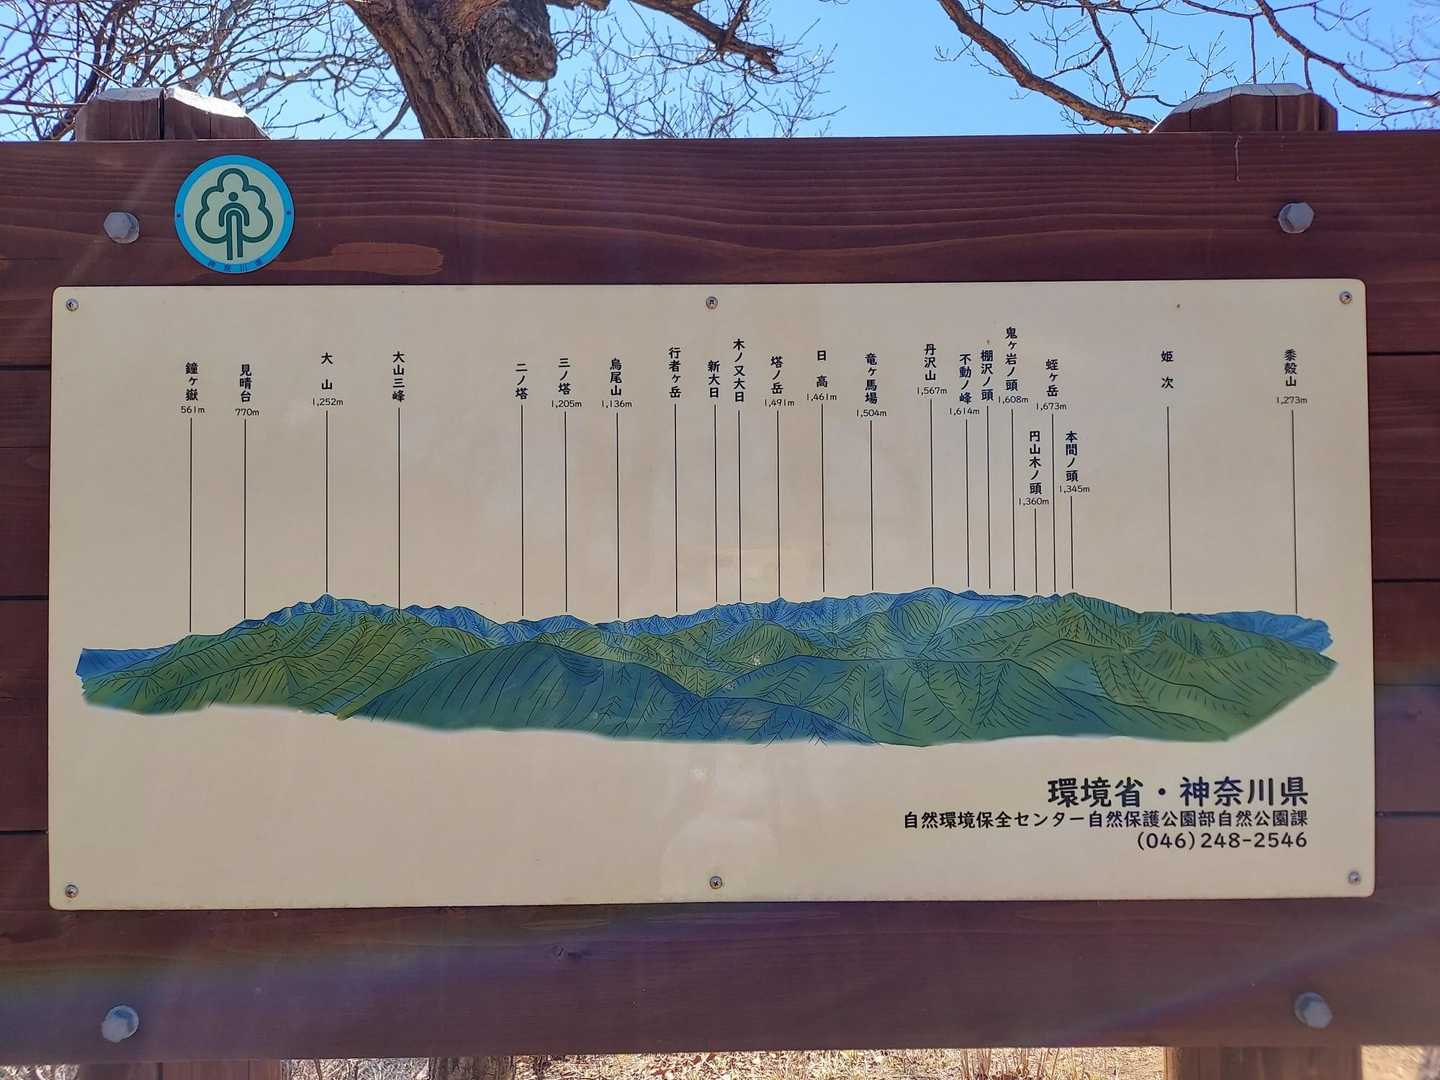 神奈川県
鐘ヶ嶽
561m
見晴台
770m
大山
1,252m
大山三峰
二ノ塔
三ノ塔
1,205m
烏尾山
1,136m
行者ヶ岳
新大日
木ノ又大日
塔ノ岳
1,491m
日高
1,461m
竜ヶ馬場
1,504m
丹沢山
1,567m
不動ノ峰
1,614m
棚沢ノ頭
鬼ヶ岩ノ頭
1,608m
円山木ノ頭
1,360m
蛭ヶ岳
1,673m
本間ノ頭
1,345m
姫次
黍殻山
1,273m
環境省・神奈川県
自然環境保全センター自然保護公園部自然公園課
(046)248-2546